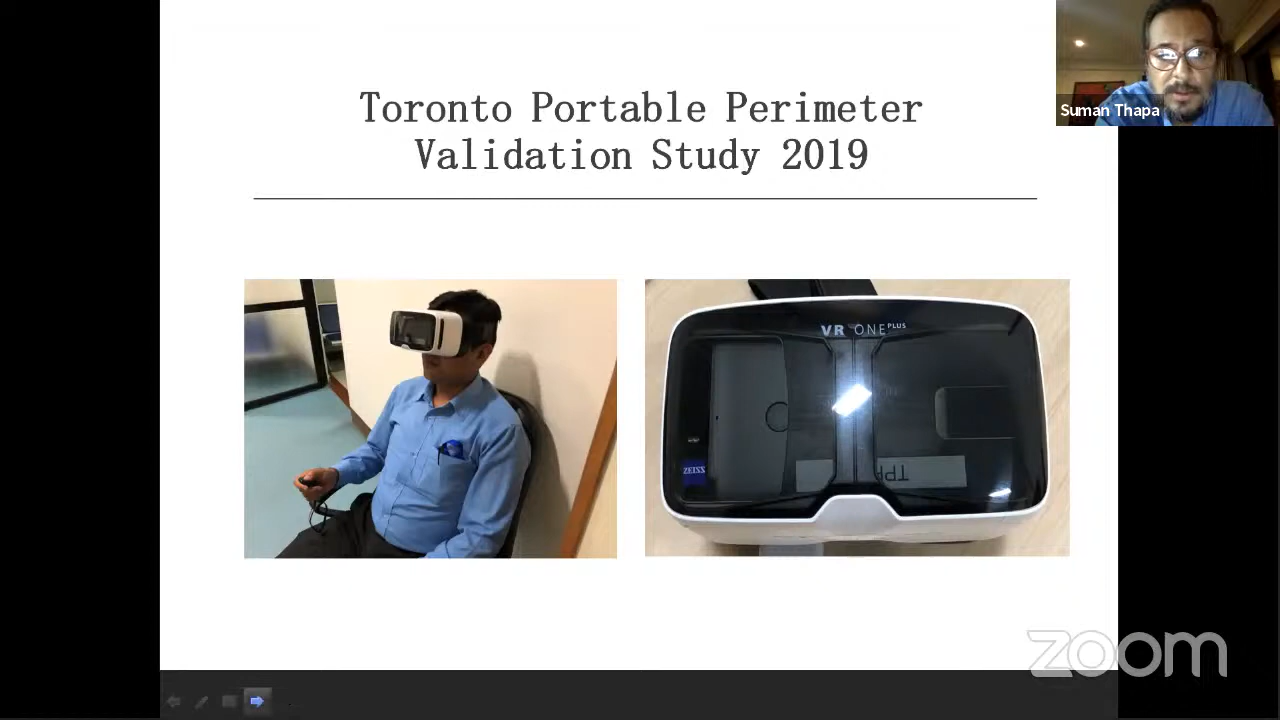 Toronto Portable Perimeter
Validation Study 2019
Suman Thapa
VR ONE PLUS
ZEISS
zoom